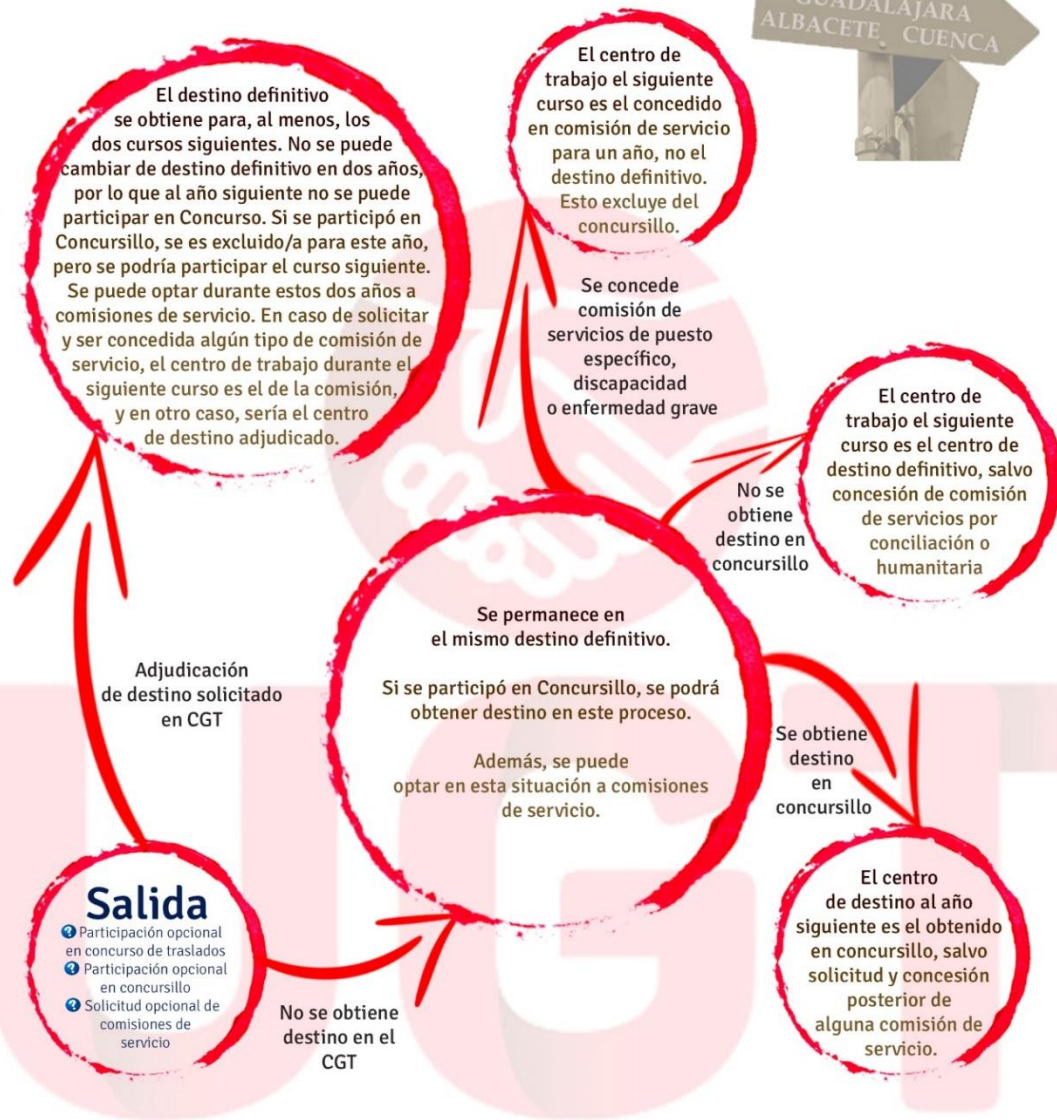 GUADALAJARA
ALBACETE CUENCA
El destino definitivo
se obtiene para, al menos, los
dos cursos siguientes. No se puede
cambiar de destino definitivo en dos años,
por lo que al año siguiente no se puede
participar en Concurso. Si se participó en
Concursillo, se es excluido/a para este año,
pero se podría participar el curso siguiente.
Se puede optar durante estos dos años a
comisiones de servicio. En caso de solicitar
y ser concedida algún tipo de comisión de
servicio, el centro de trabajo durante el
siguiente curso es el de la comisión,
y en otro caso, sería el centro
de destino adjudicado.
El centro de
trabajo el siguiente
curso es el concedido
en comisión de servicio
para un año, no el
destino definitivo.
Esto excluye del
concursillo.
Se concede
comisión de
servicios de puesto
específico,
discapacidad
o enfermedad grave
El centro de
trabajo el siguiente
curso es el centro de
destino definitivo, salvo
concesión de comisión
de servicios por
conciliación o
humanitaria
No se
obtiene
destino en
concursillo
Se permanece en
el mismo destino definitivo.
Si se participó en Concursillo, se podrá
obtener destino en este proceso.
Además, se puede
optar en esta situación a comisiones
de servicio.
Adjudicación
de destino solicitado
en CGT
Se obtiene
destino
en
concursillo
Salida
Participación opcional
en concurso de traslados
Participación opcional
en concursillo
Solicitud opcional de
comisiones de
servicio
No se obtiene
destino en el
CGT
El centro
de destino al año
siguiente es el obtenido
en concursillo, salvo
solicitud y concesión
posterior de
alguna comisión de
servicio.
UGT